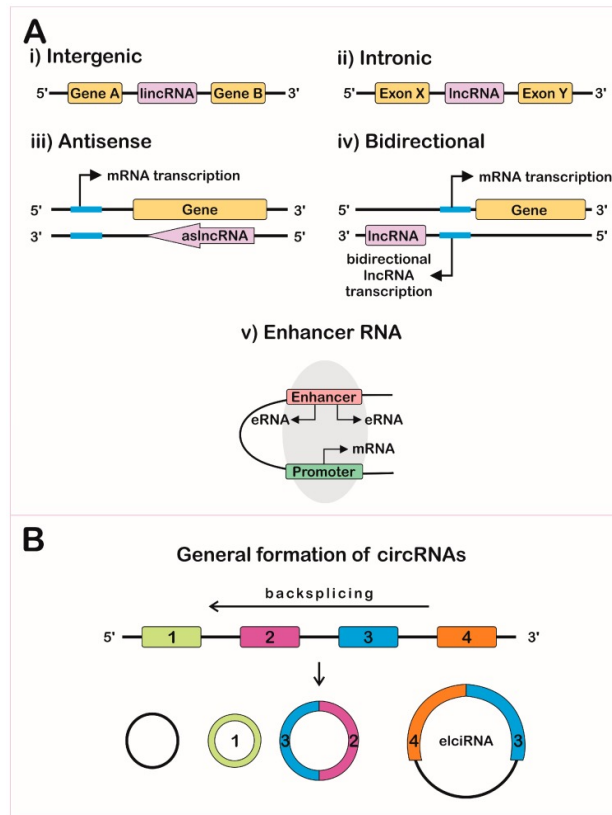 A
i) Intergenic
5' Gene A lincRNA Gene B 3'
ii) Intronic
5' Exon X lncRNA Exon Y 3'
iii) Antisense
mRNA transcription
5' Gene 3'
3' aslncRNA 5'
iv) Bidirectional
mRNA transcription
5' Gene 3'
3' lncRNA 5'
bidirectional
lncRNA
transcription
v) Enhancer RNA
Enhancer
eRNA eRNA
mRNA
Promoter
B
General formation of circRNAs
backsplicing
5' 1 2 3 4 3'
1
3 2
4 elciRNA 3